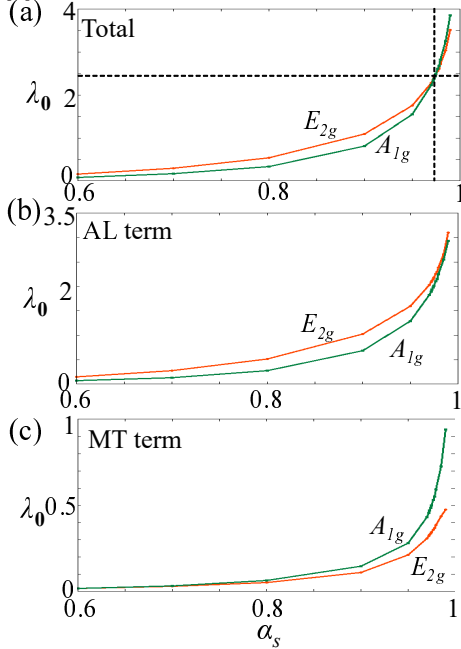 (a)
4
Total
λ₀
2
E₂g
A₁g
0
0.6
0.8
1
(b)
3.5
AL term
λ₀
2
E₂g
A₁g
0
0.6
0.8
1
(c)
1
MT term
λ₀
0.5
A₁g
E₂g
0
0.6
0.8
1
αₛ